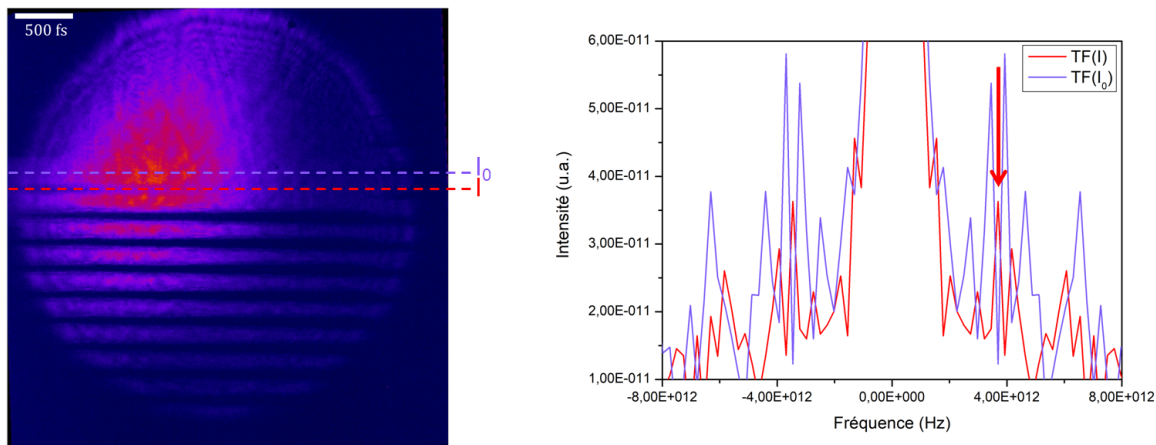 500 fs
I
0
I
6,00E-011
5,00E-011
4,00E-011
3,00E-011
2,00E-011
1,00E-011
Intensité (u.a.)
TF(I)
TF(I₀)
-8,00E+012 -4,00E+012 0,00E+000 4,00E+012 8,00E+012
Fréquence (Hz)